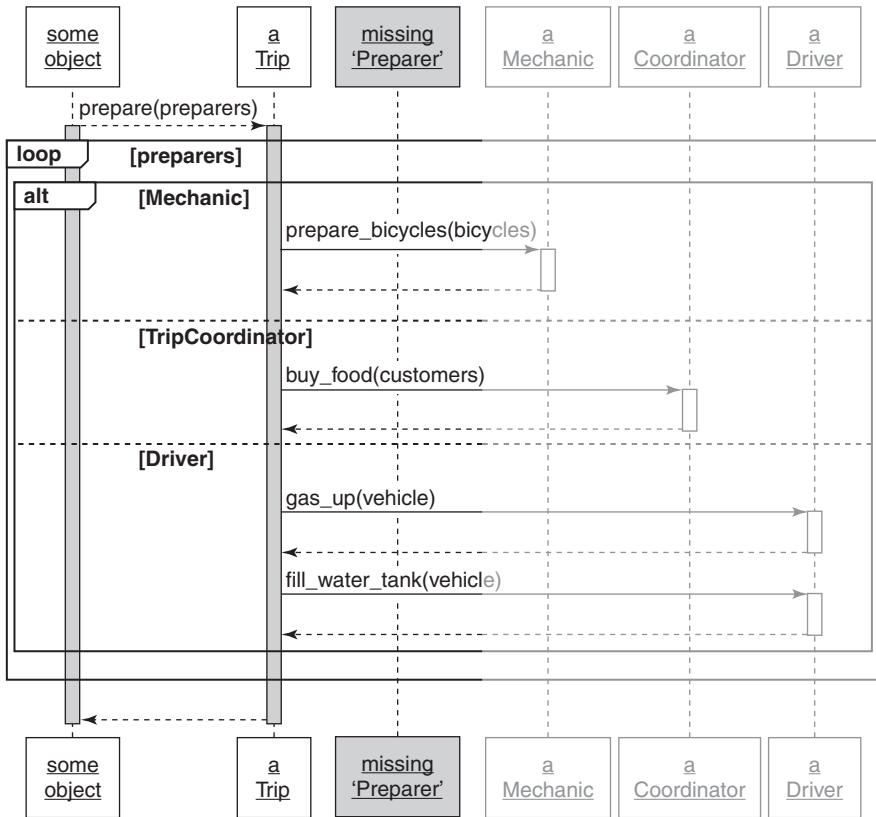 some
object
a
Trip
missing
‘Preparer’
a
Mechanic
a
Coordinator
a
Driver
prepare(preparers)
loop
[preparers]
alt
[Mechanic]
prepare_bicycles(bicycles)
[TripCoordinator]
buy_food(customers)
[Driver]
gas_up(vehicle)
fill_water_tank(vehicle)
some
object
a
Trip
missing
‘Preparer’
a
Mechanic
a
Coordinator
a
Driver